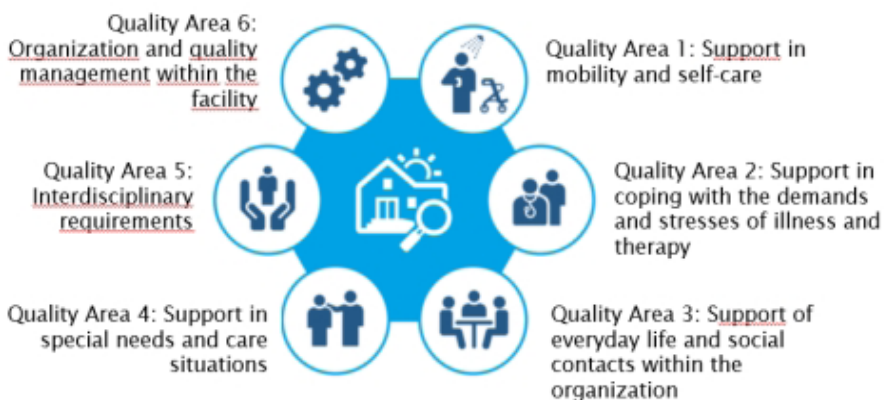 Quality Area 6:
Organization and quality
management within the
facility
Quality Area 1: Support in
mobility and self-care
Quality Area 5:
Interdisciplinary
requirements
Quality Area 2: Support in
coping with the demands
and stresses of illness and
therapy
Quality Area 4: Support in
special needs and care
situations
Quality Area 3: Support of
everyday life and social
contacts within the
organization